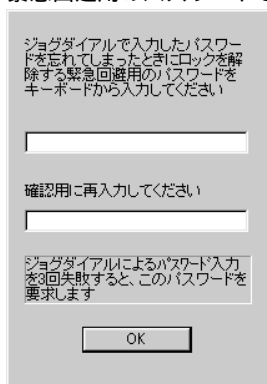 ジョグダイアルで入力したパスワー
ドを忘れてしまったときにロックを解
除する緊急回避用のパスワードを
キーボードから入力してください
確認用に再入力してください
ジョグダイアルによるパスワード入力
を3回失敗すると、このパスワードを
要求します
OK